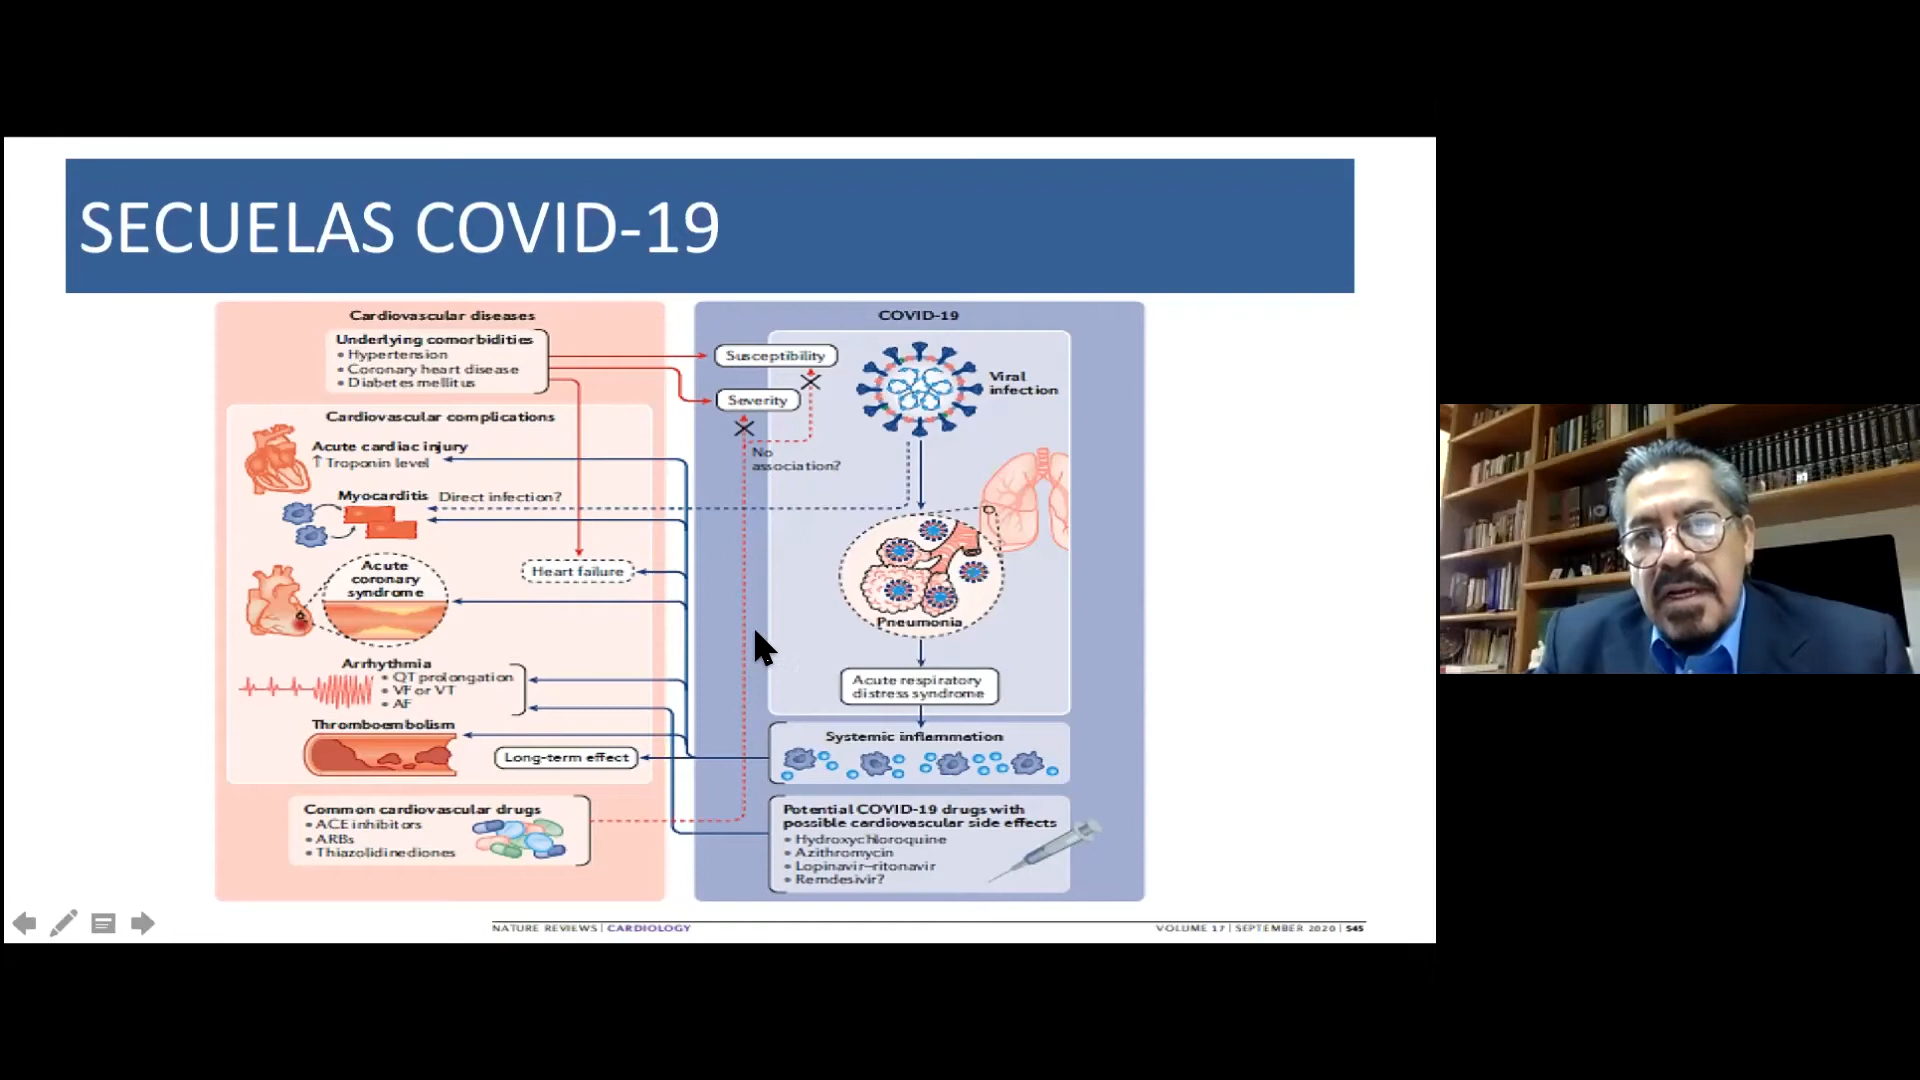 SECUELAS COVID-19
Cardiovascular diseases
Underlying comorbidities
• Hypertension
• Coronary heart disease
• Diabetes mellitus
Cardiovascular complications
Acute cardiac injury
↑ Troponin level
Myocarditis
Direct infection?
Heart failure
Acute
coronary
syndrome
Arrhythmia
• QT prolongation
• VF or VT
• AF
Thromboembolism
Long-term effect
Common cardiovascular drugs
• ACE inhibitors
• ARBs
• Thiazolidinediones
COVID-19
Susceptibility
Severity
No
association?
Viral
infection
Pneumonia
Acute respiratory
distress syndrome
Systemic inflammation
Potential COVID-19 drugs with
possible cardiovascular side effects
• Hydroxychloroquine
• Azithromycin
• Lopinavir–ritonavir
• Remdesivir?
NATURE REVIEWS | CARDIOLOGY
VOLUME 17 | SEPTEMBER 2020 | 545